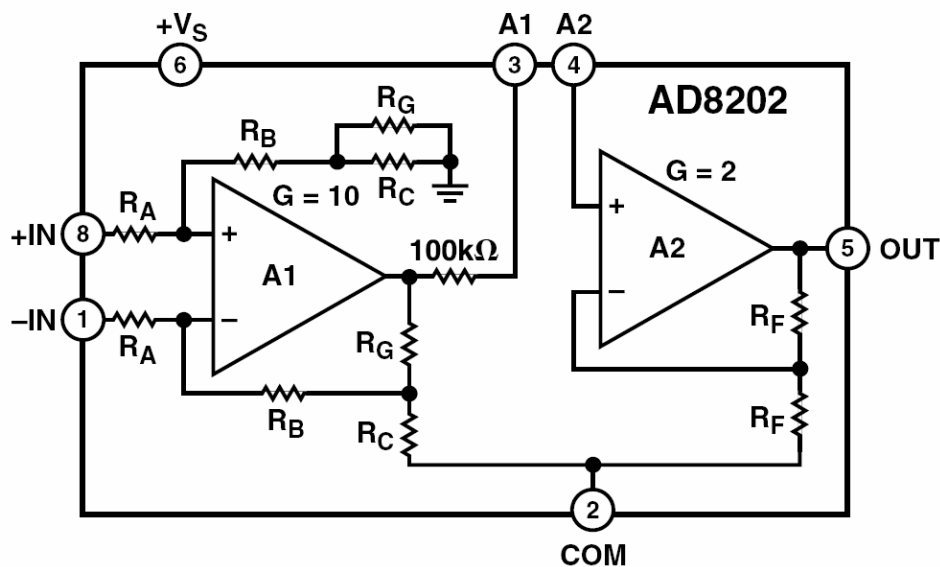 +VS
6
A1
3
A2
4
AD8202
RG
RB
RC
G = 10
G = 2
RA
+IN
8
+
A1
100kΩ
+
A2
5
OUT
–IN
1
–
–
RA
RG
RF
RB
RC
RF
2
COM